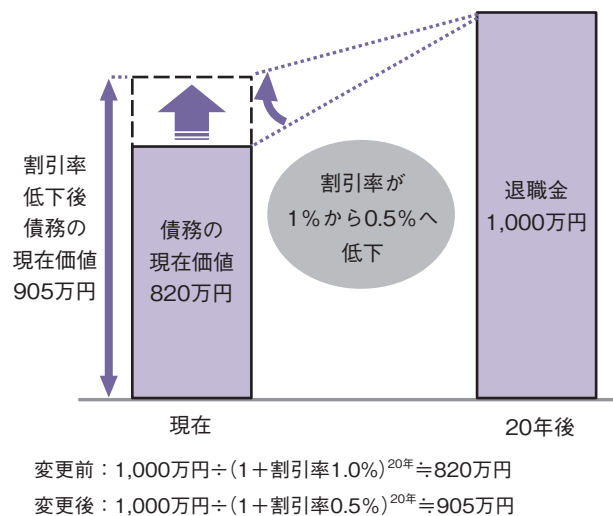 割引率
低下後
債務の
現在価値
905万円
債務の
現在価値
820万円
割引率が
1％から0.5％へ
低下
退職金
1,000万円
現在
20年後
変更前：1,000万円÷(1＋割引率1.0%)20年≒820万円
変更後：1,000万円÷(1＋割引率0.5%)20年≒905万円